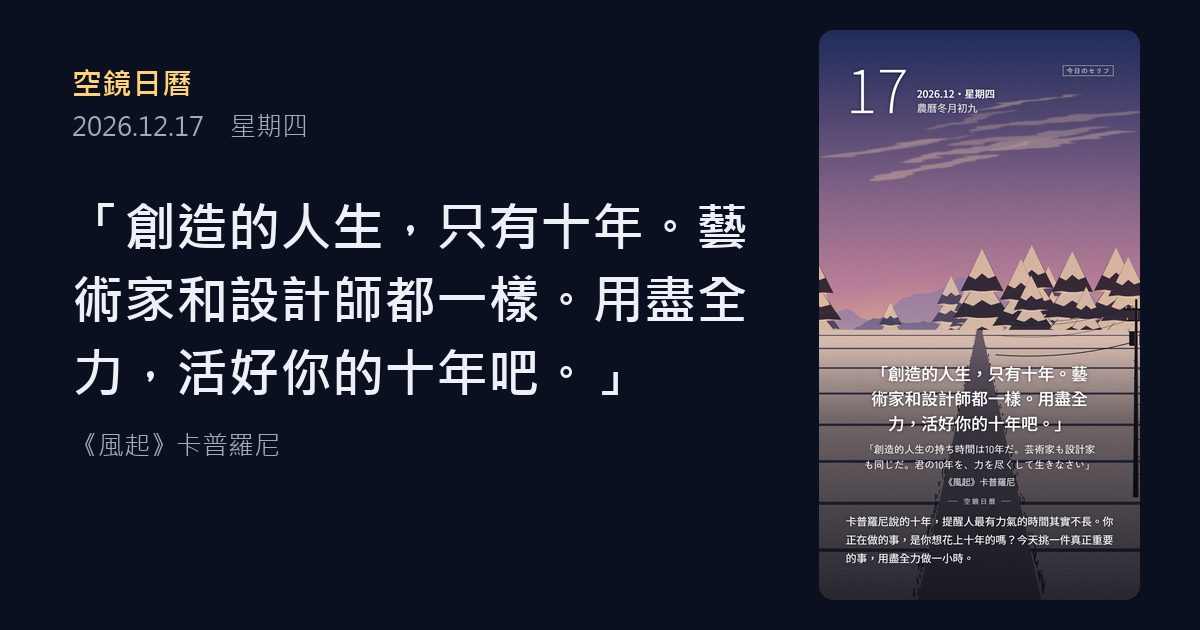 空鏡日曆
2026.12.17 星期四
「創造的人生，只有十年。藝
術家和設計師都一樣。用盡全
力，活好你的十年吧。」
《風起》卡普羅尼
17
2026.12・星期四
農曆冬月初九
今日のセリフ
「創造的人生，只有十年。藝
術家和設計師都一樣。用盡全
力，活好你的十年吧。」
「創造的人生の持ち時間は10年だ。芸術家も設計家
も同じだ。君の10年を、力を尽くして生きなさい」
《風起》卡普羅尼
空鏡日曆
卡普羅尼說的十年，提醒人最有力氣的時間其實不長。你
正在做的事，是你想花上十年的嗎？今天挑一件真正重要
的事，用盡全力做一小時。